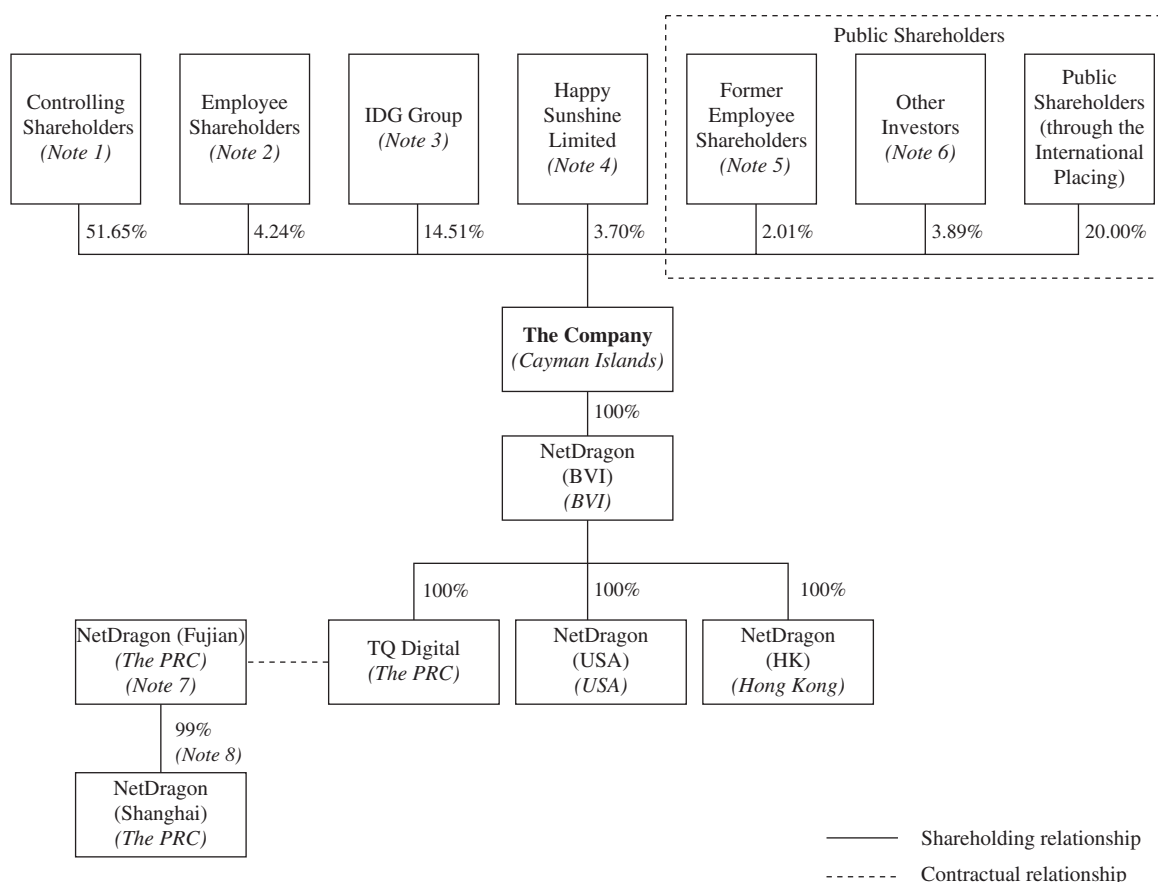 Public Shareholders
Controlling
Shareholders
(Note 1)
Employee
Shareholders
(Note 2)
IDG Group
(Note 3)
Happy
Sunshine
Limited
(Note 4)
Former
Employee
Shareholders
(Note 5)
Other
Investors
(Note 6)
Public
Shareholders
(through the
International
Placing)
51.65%
4.24%
14.51%
3.70%
2.01%
3.89%
20.00%
The Company
(Cayman Islands)
100%
NetDragon
(BVI)
(BVI)
100%
100%
100%
NetDragon (Fujian)
(The PRC)
(Note 7)
TQ Digital
(The PRC)
NetDragon
(USA)
(USA)
NetDragon
(HK)
(Hong Kong)
99%
(Note 8)
NetDragon
(Shanghai)
(The PRC)
Shareholding relationship
Contractual relationship